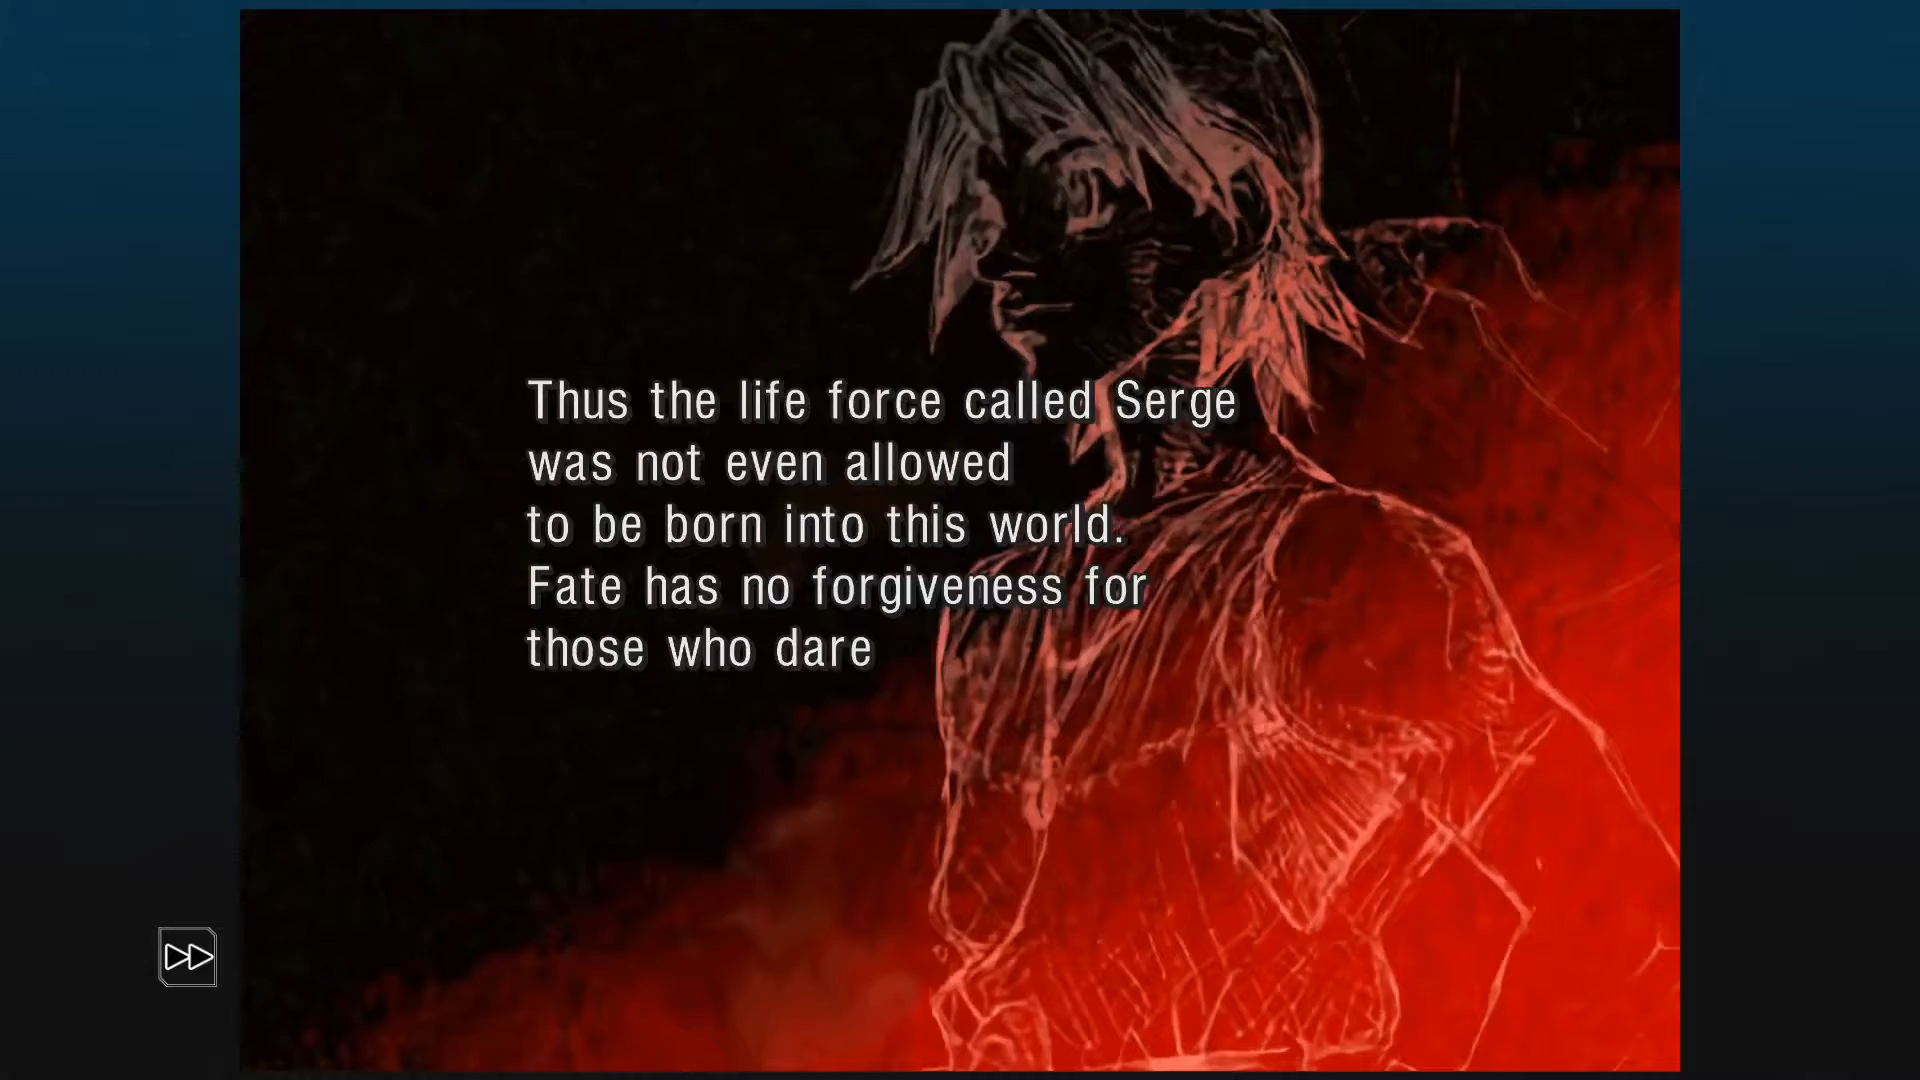 Thus the life force called Serge
was not even allowed
to be born into this world.
Fate has no forgiveness for
those who dare